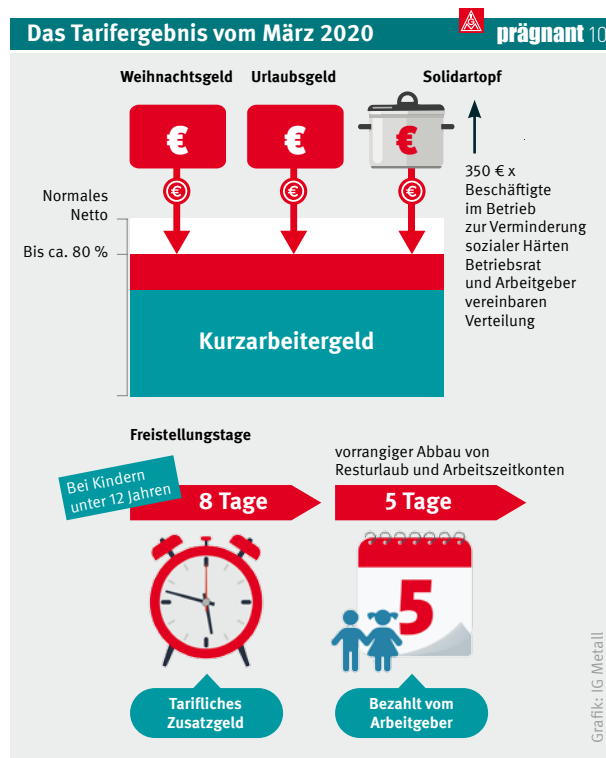 Das Tarifergebnis vom März 2020
prägnant 10
Weihnachtsgeld
Urlaubsgeld
Solidartopf
€
€
€
€
€
€
350 € x
Beschäftigte
im Betrieb
zur Verminderung
sozialer Härten
Betriebsrat
und Arbeitgeber
vereinbaren
Verteilung
Normales
Netto
Bis ca. 80 %
Kurzarbeitergeld
Freistellungstage
Bei Kindern
unter 12 Jahren
8 Tage
vorrangiger Abbau von
Resturlaub und Arbeitszeitkonten
5 Tage
5
Tarifliches
Zusatzgeld
Bezahlt vom
Arbeitgeber
Grafik: IG Metall